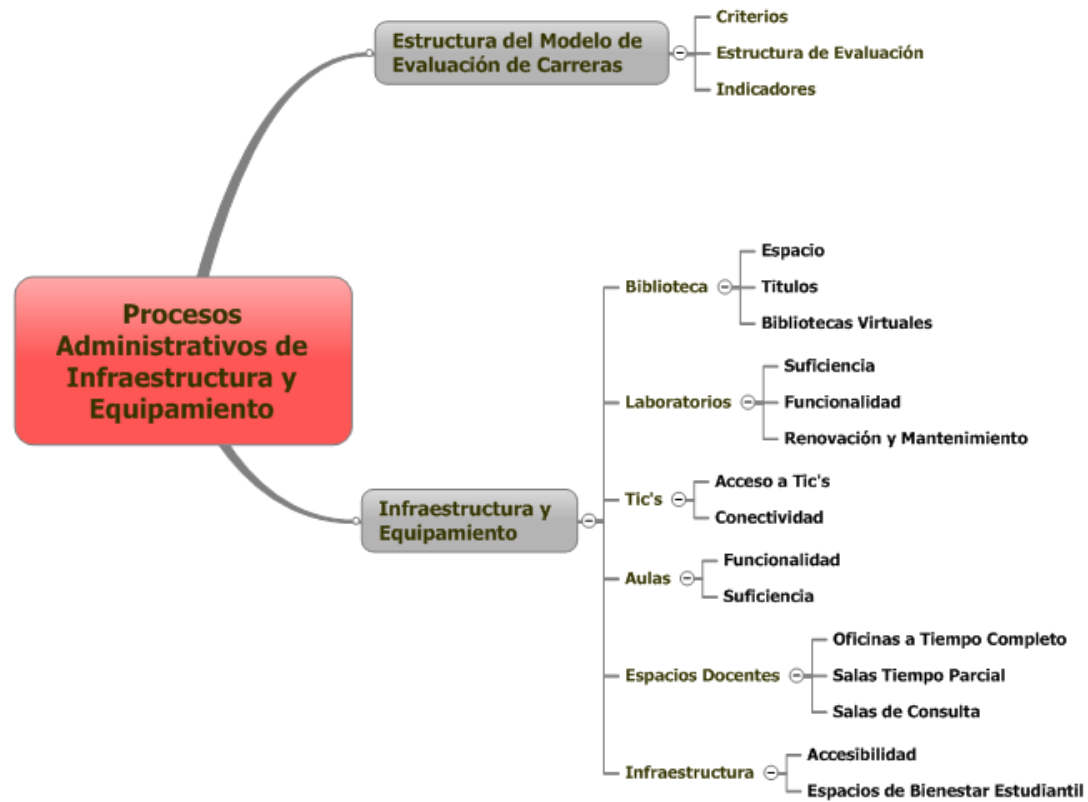 Procesos
Administrativos de
Infraestructura y
Equipamiento
Estructura del Modelo de
Evaluación de Carreras
Criterios
Estructura de Evaluación
Indicadores
Infraestructura y
Equipamiento
Biblioteca
Espacio
Titulos
Bibliotecas Virtuales
Laboratorios
Suficiencia
Funcionalidad
Renovación y Mantenimiento
Tic's
Acceso a Tic's
Conectividad
Aulas
Funcionalidad
Suficiencia
Espacios Docentes
Oficinas a Tiempo Completo
Salas Tiempo Parcial
Salas de Consulta
Infraestructura
Accesibilidad
Espacios de Bienestar Estudiantil